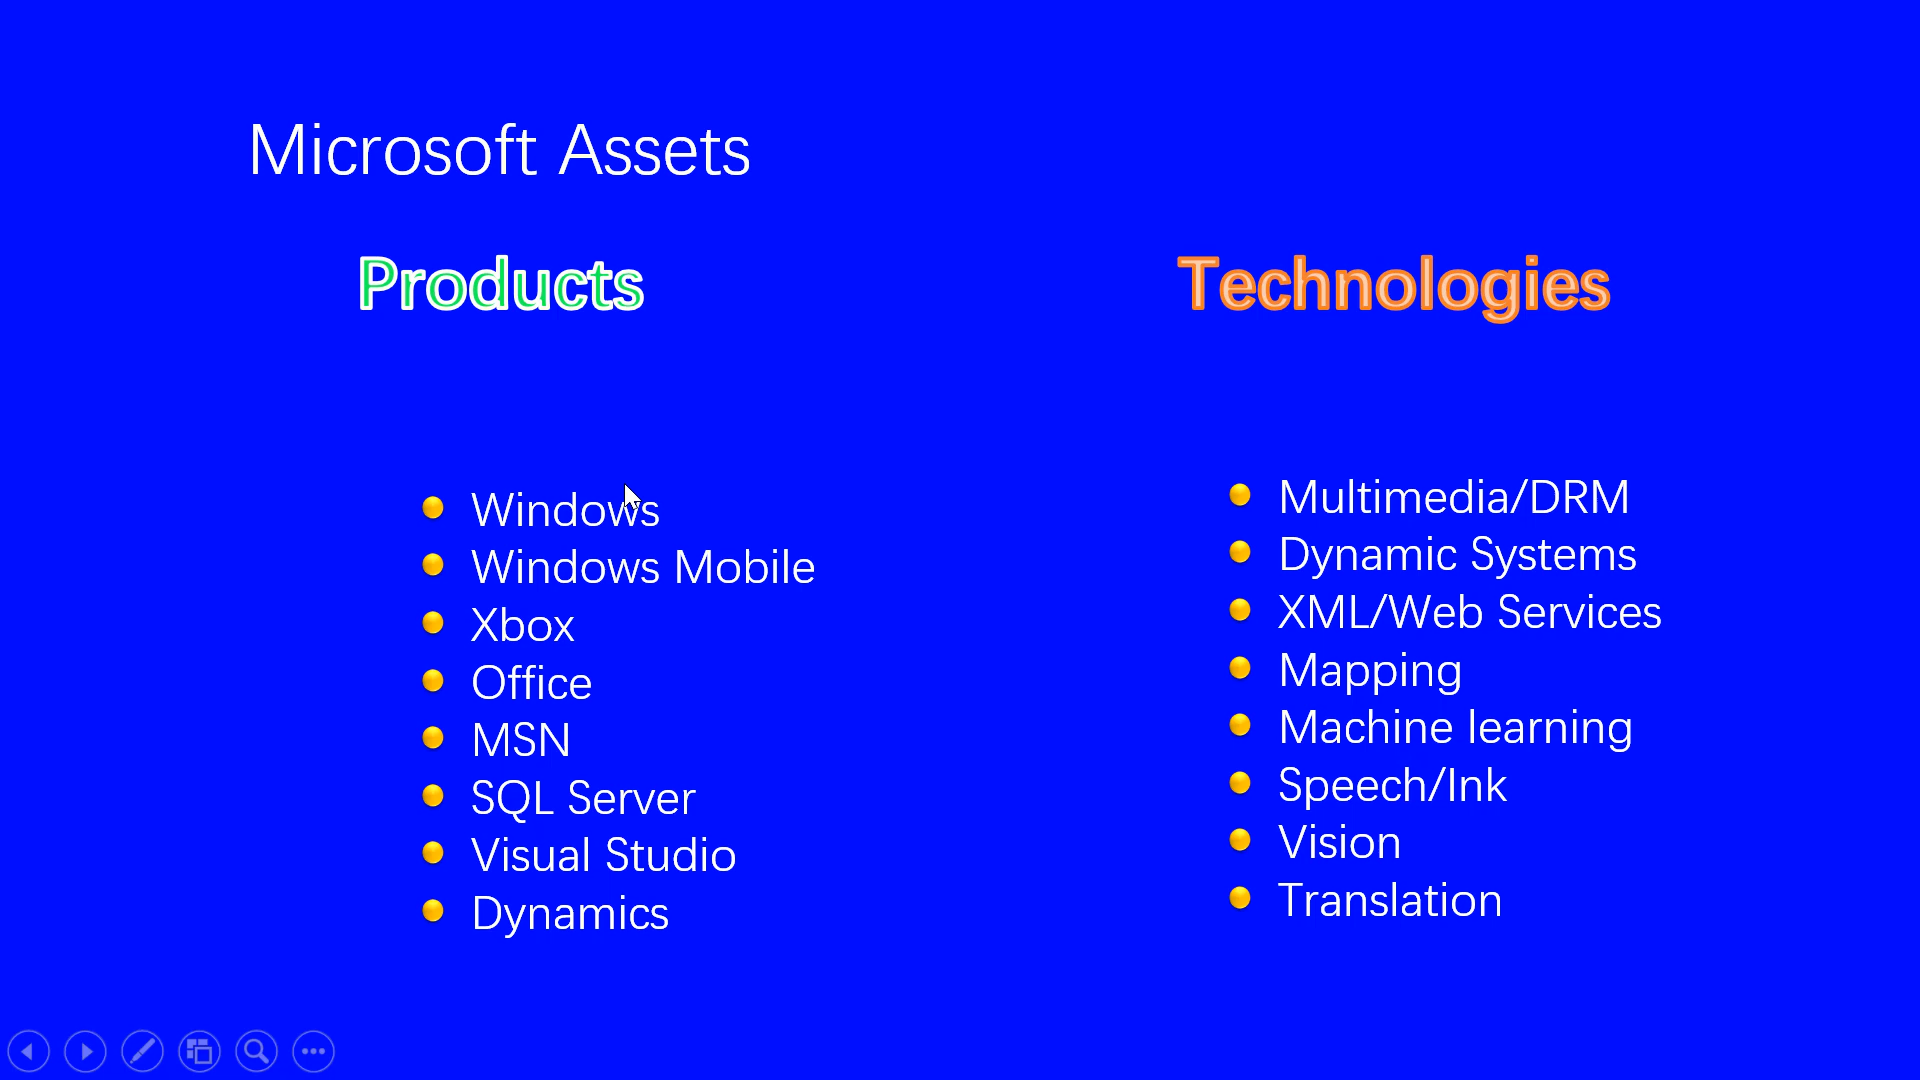 Microsoft Assets
Products
Windows
Windows Mobile
Xbox
Office
MSN
SQL Server
Visual Studio
Dynamics
Technologies
Multimedia/DRM
Dynamic Systems
XML/Web Services
Mapping
Machine learning
Speech/Ink
Vision
Translation